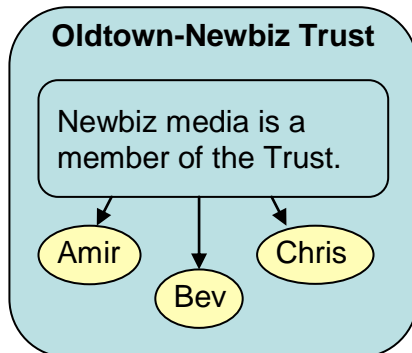 Oldtown-Newbiz Trust
Newbiz media is a
member of the Trust.
Amir
Chris
Bev